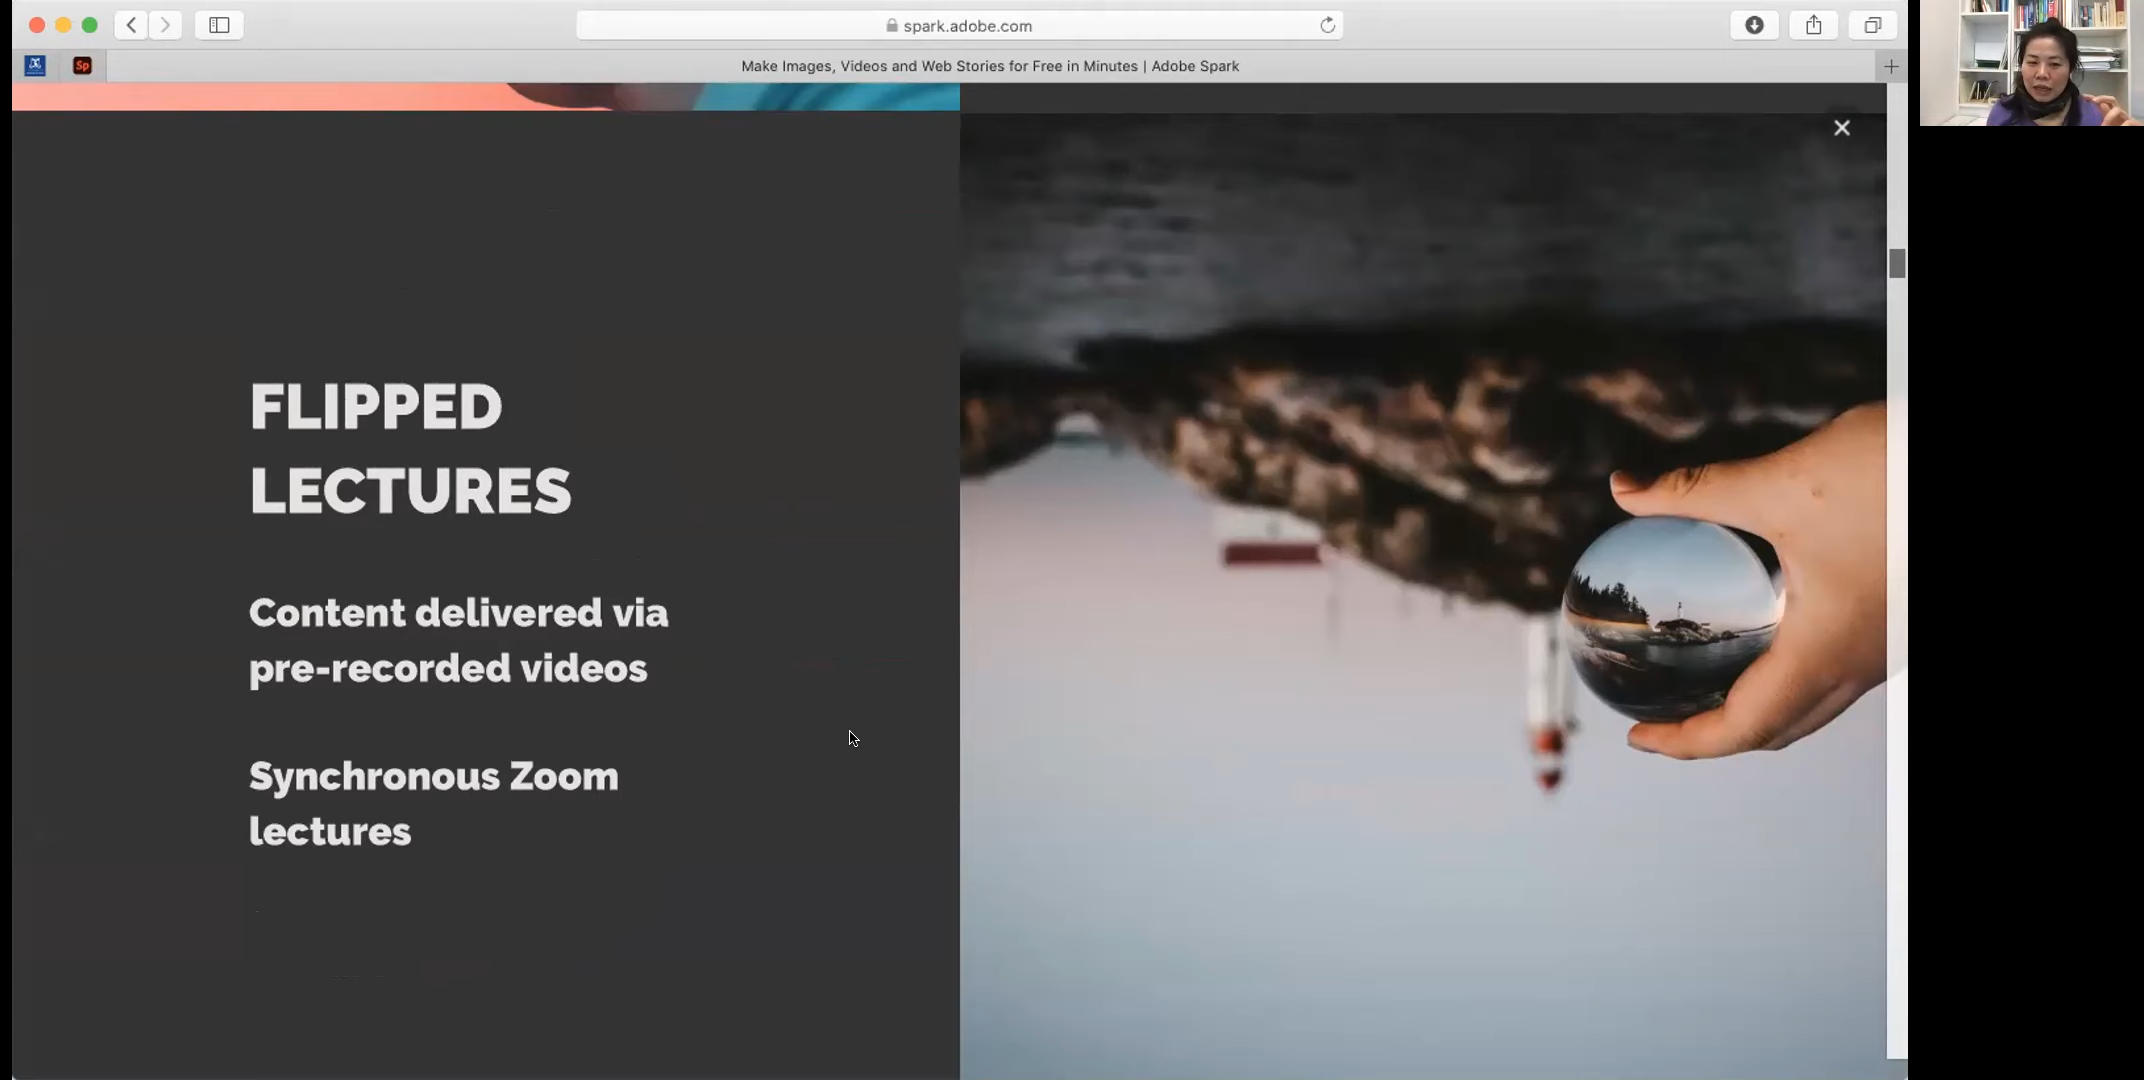 spark.adobe.com
Sp
Make Images, Videos and Web Stories for Free in Minutes | Adobe Spark
FLIPPED
LECTURES
Content delivered via
pre-recorded videos
Synchronous Zoom
lectures